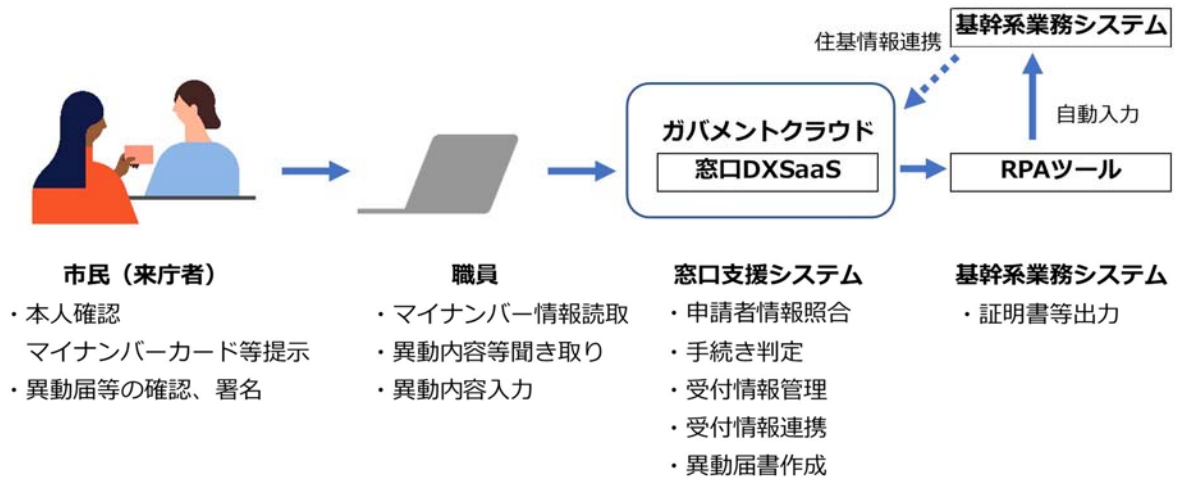 住基情報連携
基幹系業務システム
自動入力
ガバメントクラウド
窓口DXSaaS
RPAツール
市民（来庁者）
・本人確認
マイナンバーカード等提示
・異動届等の確認、署名
職員
・マイナンバー情報読取
・異動内容等聞き取り
・異動内容入力
窓口支援システム
・申請者情報照合
・手続き判定
・受付情報管理
・受付情報連携
・異動届書作成
基幹系業務システム
・証明書等出力